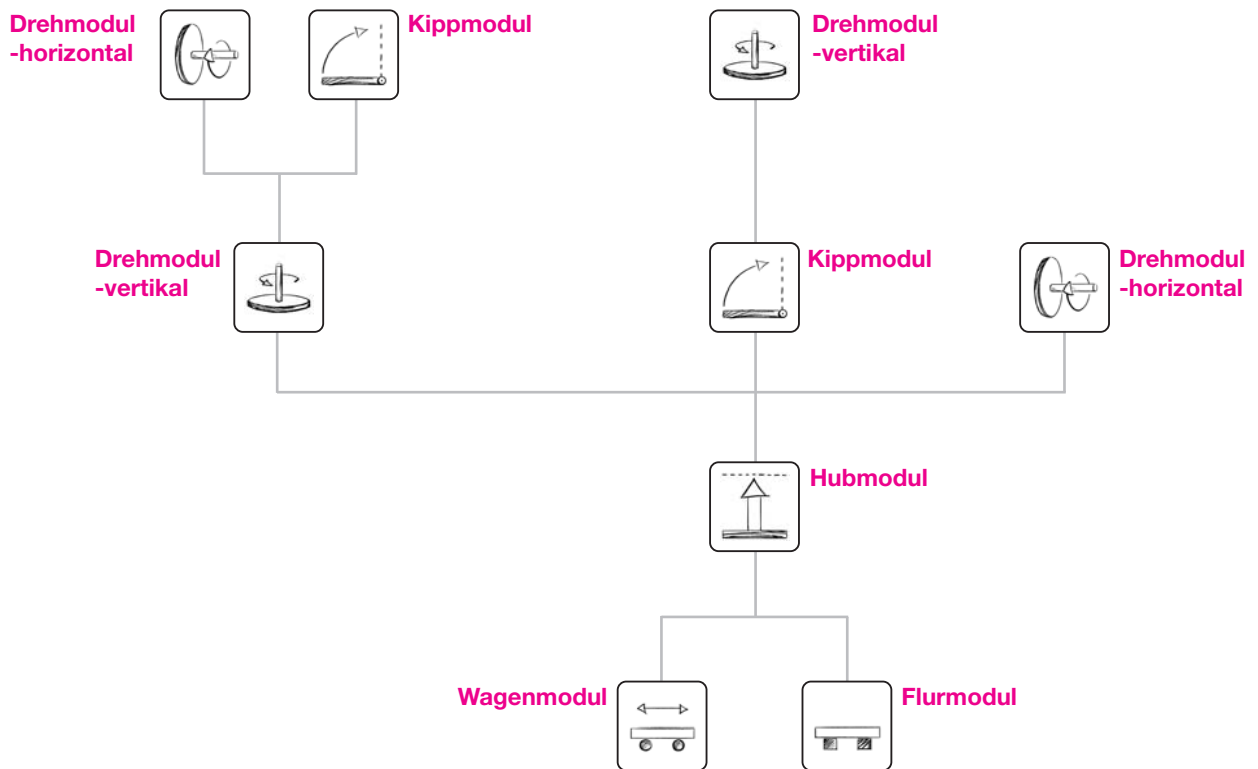 Drehmodul
-horizontal
Kippmodul
Drehmodul
-vertikal
Drehmodul
-vertikal
Kippmodul
Drehmodul
-horizontal
Hubmodul
Wagenmodul
Flurmodul